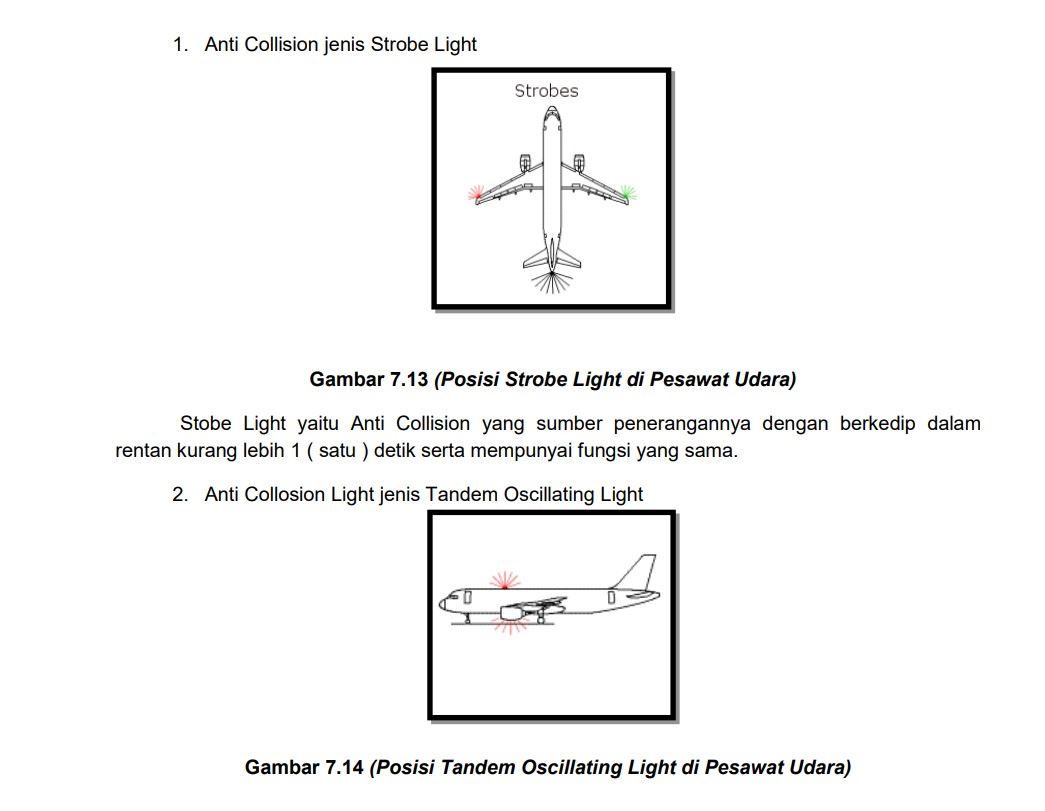 1. Anti Collision jenis Strobe Light
Strobes
Gambar 7.13 (Posisi Strobe Light di Pesawat Udara)
Stobe Light yaitu Anti Collision yang sumber penerangannya dengan berkedip dalam
rentan kurang lebih 1 ( satu ) detik serta mempunyai fungsi yang sama.
2. Anti Collosion Light jenis Tandem Oscillating Light
Gambar 7.14 (Posisi Tandem Oscillating Light di Pesawat Udara)